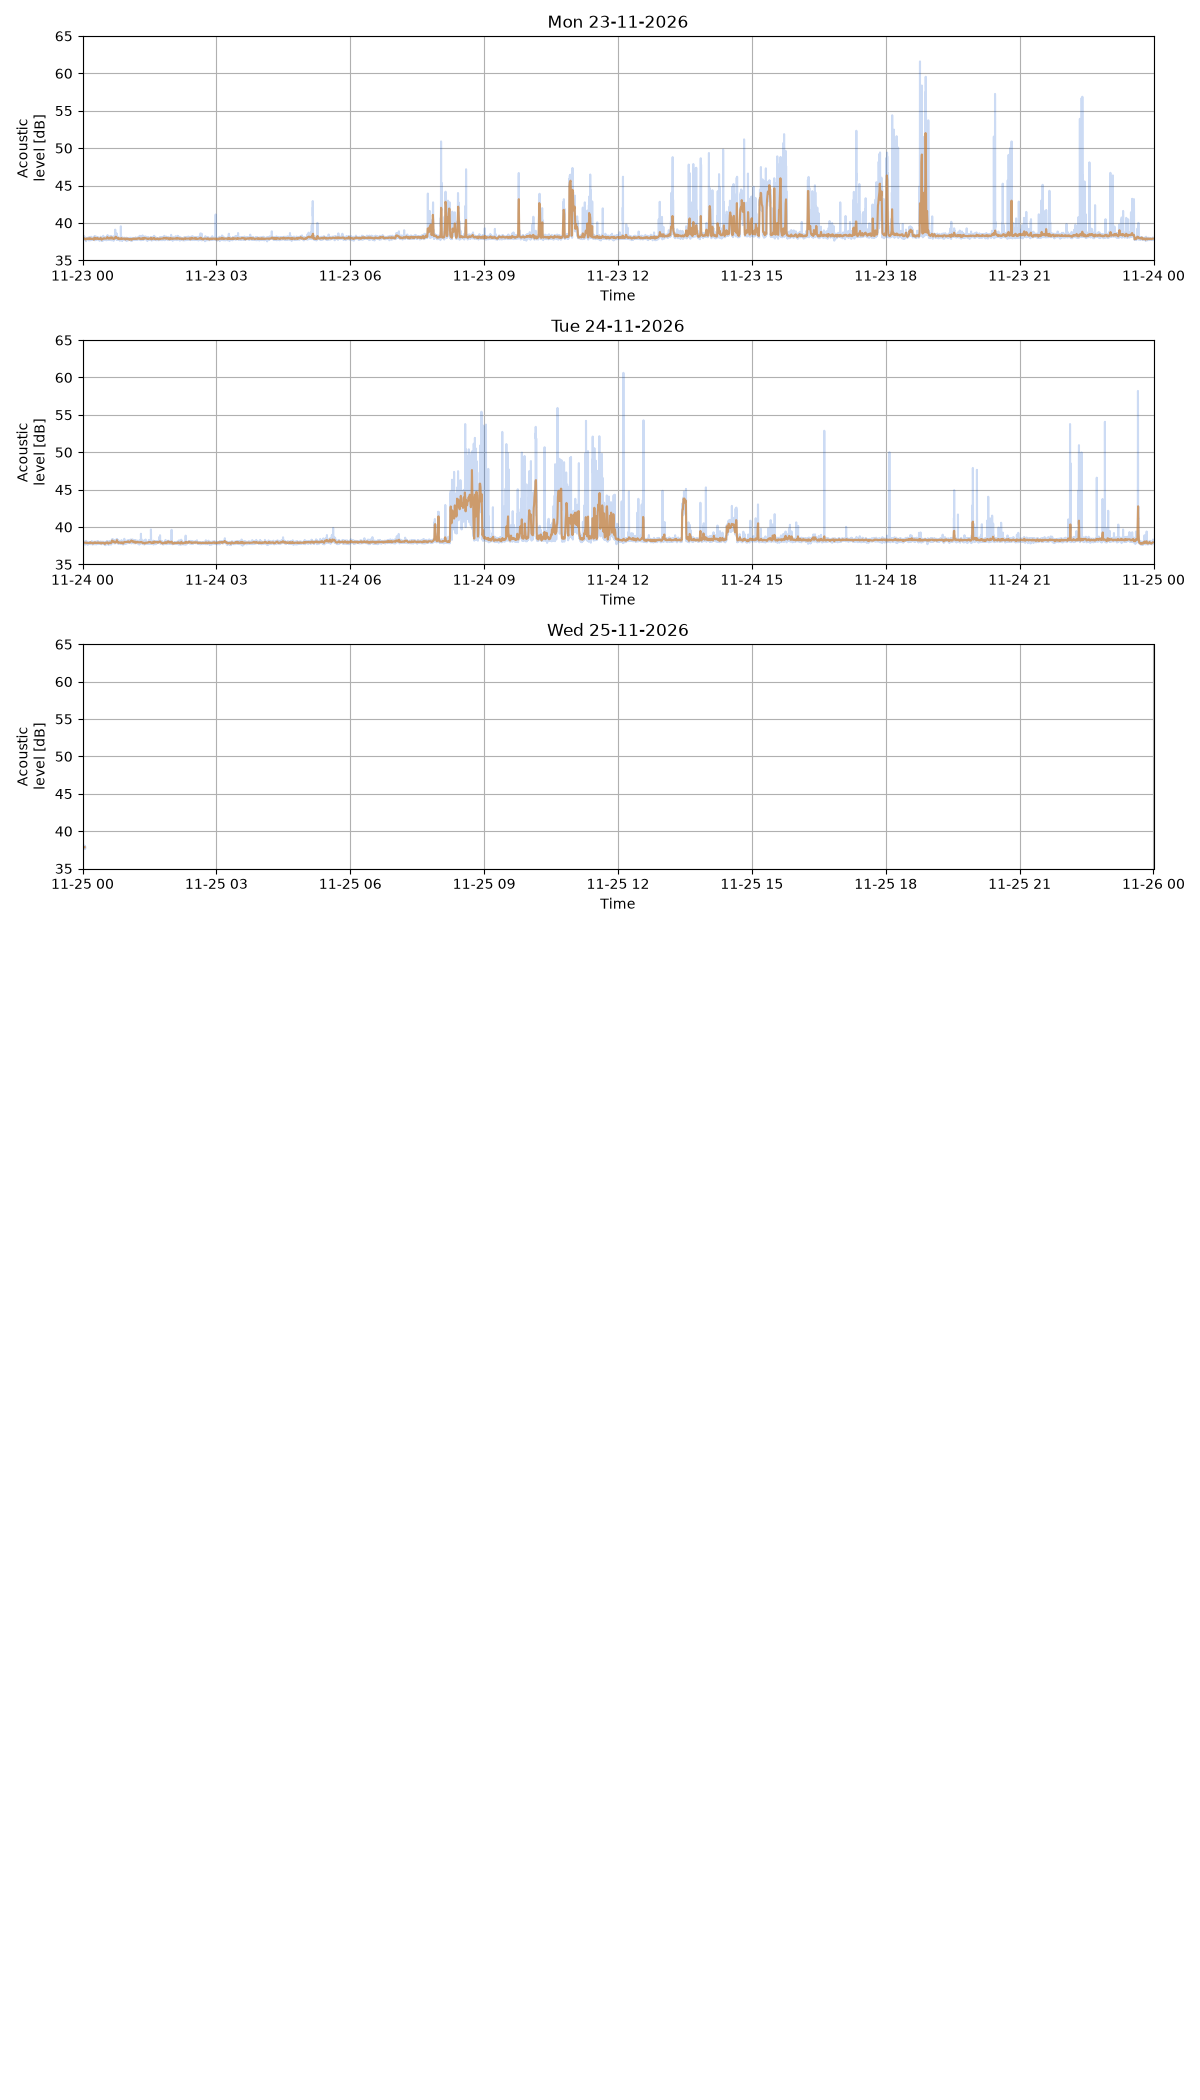 Mon 23-11-2026
65
60
55
50
45
40
35
Acoustic
level [dB]
11-23 00 11-23 03 11-23 06 11-23 09 11-23 12 11-23 15 11-23 18 11-23 21 11-24 00
Time
Tue 24-11-2026
65
60
55
50
45
40
35
Acoustic
level [dB]
11-24 00 11-24 03 11-24 06 11-24 09 11-24 12 11-24 15 11-24 18 11-24 21 11-25 00
Time
Wed 25-11-2026
65
60
55
50
45
40
35
Acoustic
level [dB]
11-25 00 11-25 03 11-25 06 11-25 09 11-25 12 11-25 15 11-25 18 11-25 21 11-26 00
Time